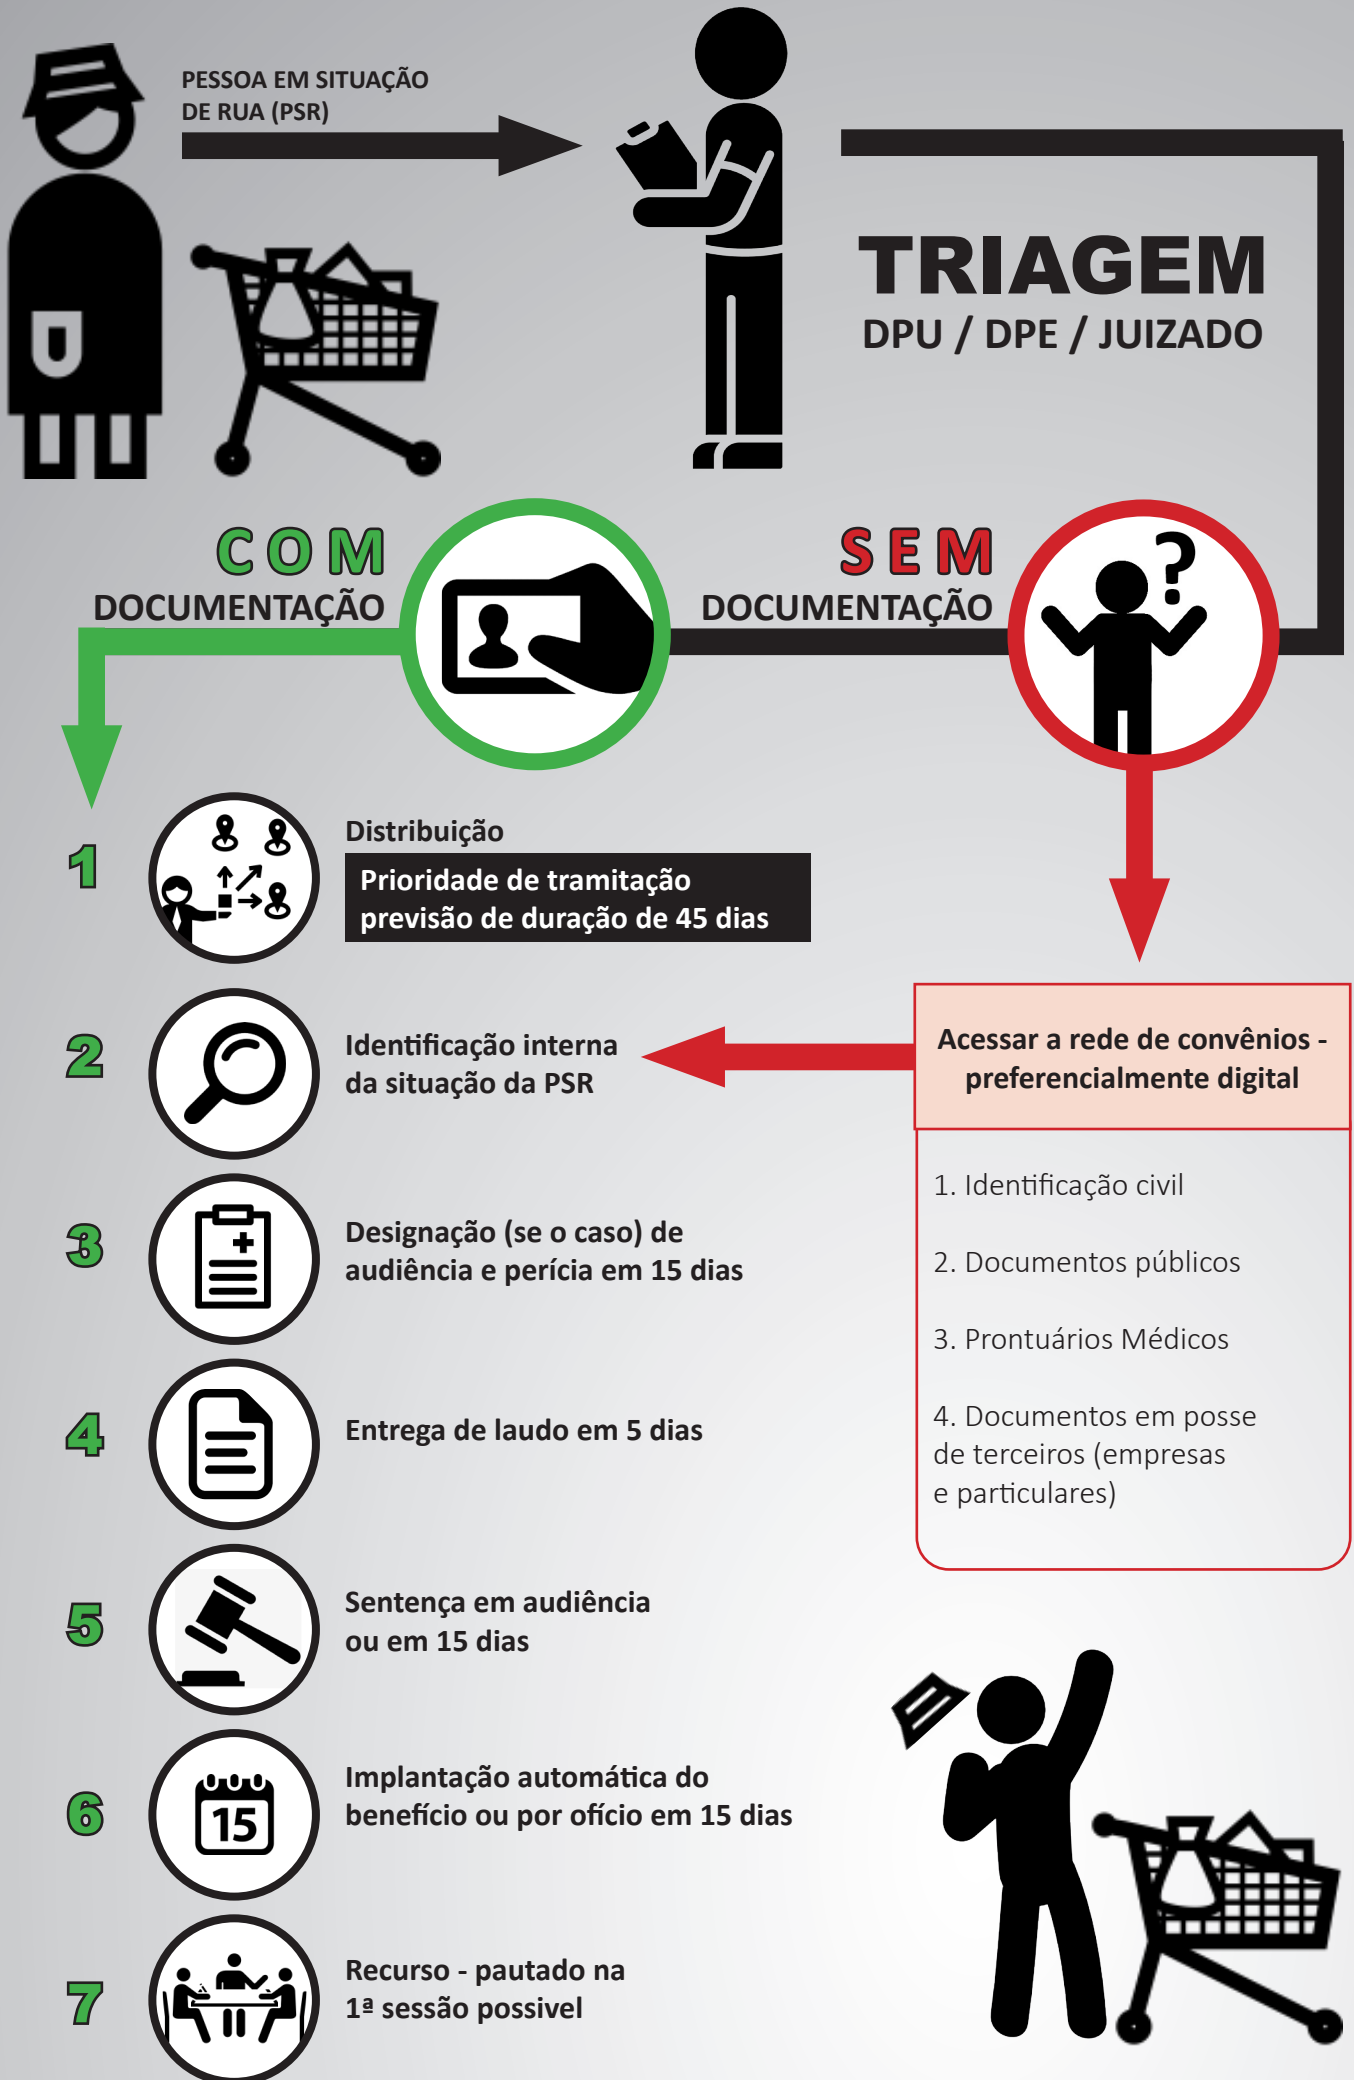 PESSOA EM SITUAÇÃO
DE RUA (PSR)
TRIAGEM
DPU / DPE / JUIZADO
COM
DOCUMENTAÇÃO
SEM
DOCUMENTAÇÃO
?
1
Distribuição
Prioridade de tramitação
previsão de duração de 45 dias
2
Identificação interna
da situação da PSR
Acessar a rede de convênios -
preferencialmente digital
1. Identificação civil
2. Documentos públicos
3. Prontuários Médicos
4. Documentos em posse
de terceiros (empresas
e particulares)
3
Designação (se o caso) de
audiência e perícia em 15 dias
4
Entrega de laudo em 5 dias
5
Sentença em audiência
ou em 15 dias
6
15
Implantação automática do
benefício ou por ofício em 15 dias
7
Recurso - pautado na
1ª sessão possivel